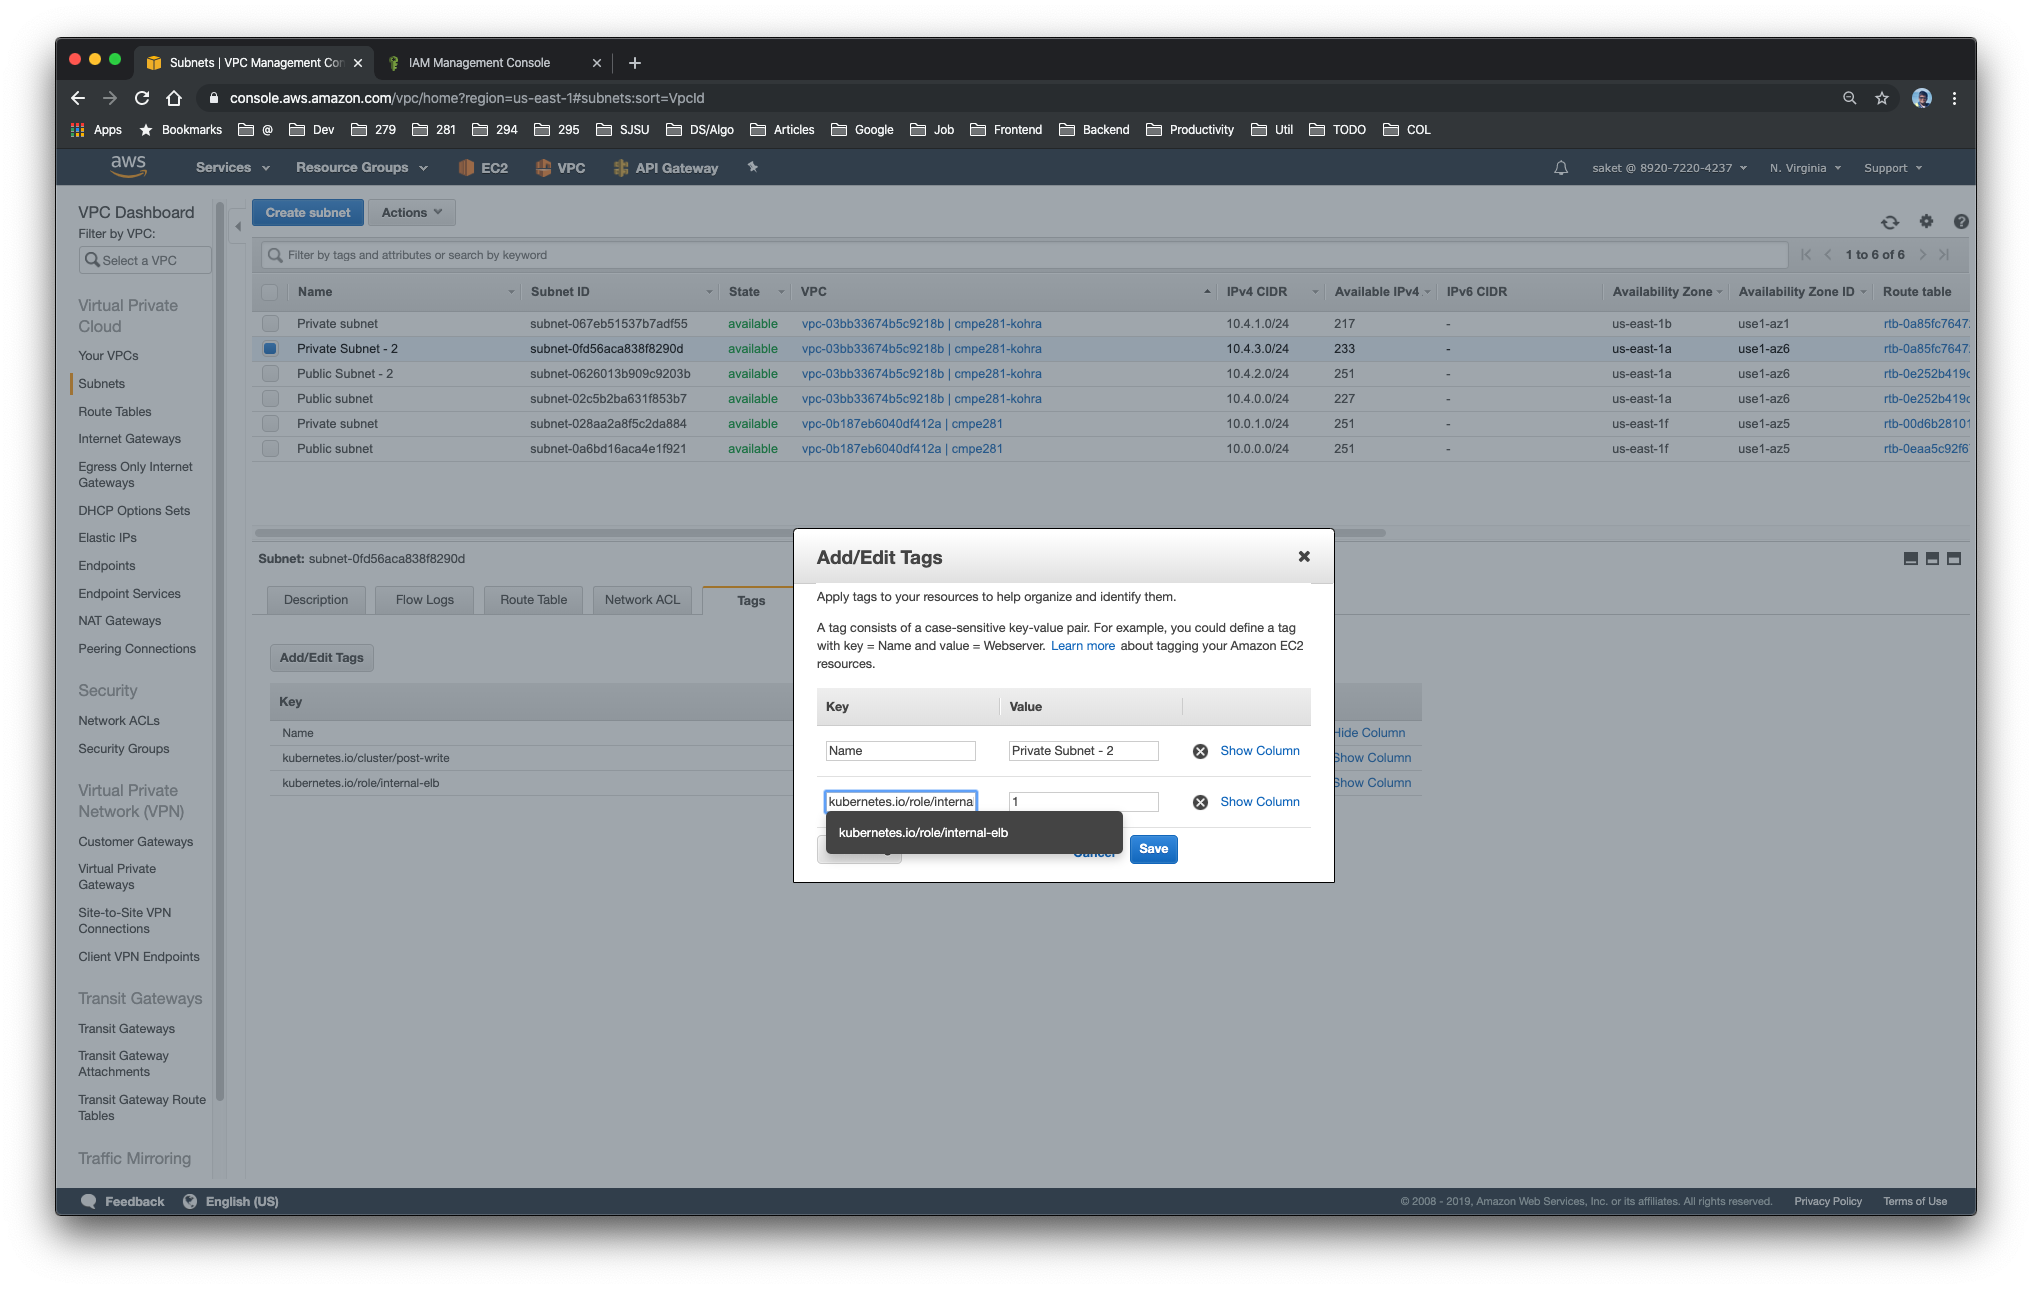 Subnets | VPC Management Con
IAM Management Console
console.aws.amazon.com/vpc/home?region=us-east-1#subnets:sort=VpcId
Apps Bookmarks @ Dev 279 281 294 295 SJSU DS/Algo Articles Google Job Frontend Backend Productivity Util TODO COL
aws Services Resource Groups EC2 VPC API Gateway saket @ 8920-7220-4237 N. Virginia Support
VPC Dashboard
Filter by VPC:
Select a VPC
Virtual Private
Cloud
Your VPCs
Subnets
Route Tables
Internet Gateways
Egress Only Internet
Gateways
DHCP Options Sets
Elastic IPs
Endpoints
Endpoint Services
NAT Gateways
Peering Connections
Security
Network ACLs
Security Groups
Virtual Private
Network (VPN)
Customer Gateways
Virtual Private
Gateways
Site-to-Site VPN
Connections
Client VPN Endpoints
Transit Gateways
Transit Gateways
Transit Gateway
Attachments
Transit Gateway Route
Tables
Traffic Mirroring
Create subnet Actions
Filter by tags and attributes or search by keyword 1 to 6 of 6
Name Subnet ID State VPC IPv4 CIDR Available IPv4 IPv6 CIDR Availability Zone Availability Zone ID Route table
Private subnet subnet-067eb51537b7adf55 available vpc-03bb33674b5c9218b | cmpe281-kohra 10.4.1.0/24 217 - us-east-1b use1-az1 rtb-0a85fc7647
Private Subnet - 2 subnet-0fd56aca838f8290d available vpc-03bb33674b5c9218b | cmpe281-kohra 10.4.3.0/24 233 - us-east-1a use1-az6 rtb-0a85fc7647
Public Subnet - 2 subnet-0626013b909c9203b available vpc-03bb33674b5c9218b | cmpe281-kohra 10.4.2.0/24 251 - us-east-1a use1-az6 rtb-0e252b419c
Public subnet subnet-02c5b2ba631f853b7 available vpc-03bb33674b5c9218b | cmpe281-kohra 10.4.0.0/24 227 - us-east-1a use1-az6 rtb-0e252b419c
Private subnet subnet-028aa2a8f5c2da884 available vpc-0b187eb6040df412a | cmpe281 10.0.1.0/24 251 - us-east-1f use1-az5 rtb-00d6b28101
Public subnet subnet-0a6bd16aca4e1f921 available vpc-0b187eb6040df412a | cmpe281 10.0.0.0/24 251 - us-east-1f use1-az5 rtb-0eaa5c92f6
Subnet: subnet-0fd56aca838f8290d
Description Flow Logs Route Table Network ACL Tags
Add/Edit Tags
Key
Name Hide Column
kubernetes.io/cluster/post-write Show Column
kubernetes.io/role/internal-elb Show Column
Add/Edit Tags
Apply tags to your resources to help organize and identify them.
A tag consists of a case-sensitive key-value pair. For example, you could define a tag
with key = Name and value = Webserver. Learn more about tagging your Amazon EC2
resources.
Key Value
Name Private Subnet - 2 Show Column
kubernetes.io/role/interna 1 Show Column
kubernetes.io/role/internal-elb
Cancel Save
Feedback English (US) © 2008 - 2019, Amazon Web Services, Inc. or its affiliates. All rights reserved. Privacy Policy Terms of Use